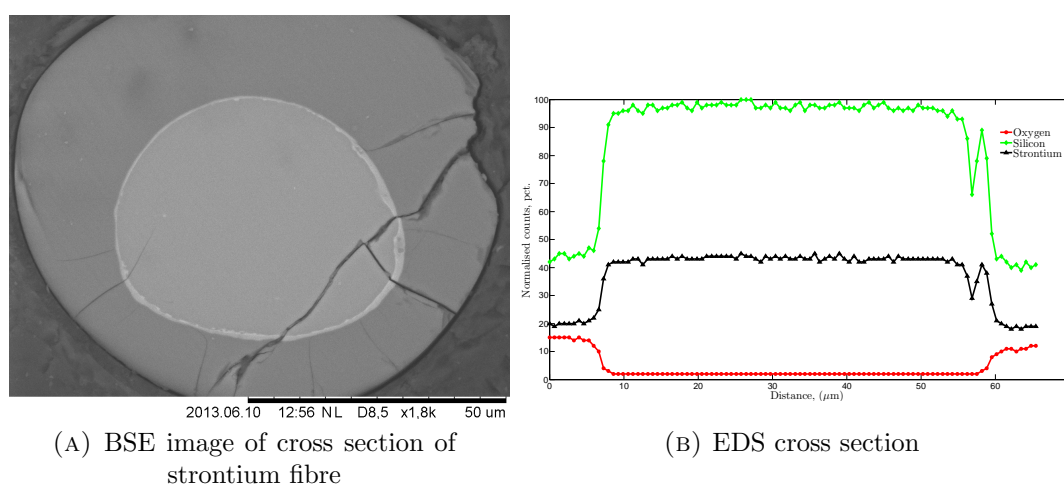 2013.06.10 12:56 NL D8,5 x1,8k 50 um
(A) BSE image of cross section of
strontium fibre
100
90
80
70
60
50
40
30
20
10
0
Normalised counts, pct.
Oxygen
Silicon
Strontium
0 10 20 30 40 50 60
Distance, (μm)
(B) EDS cross section